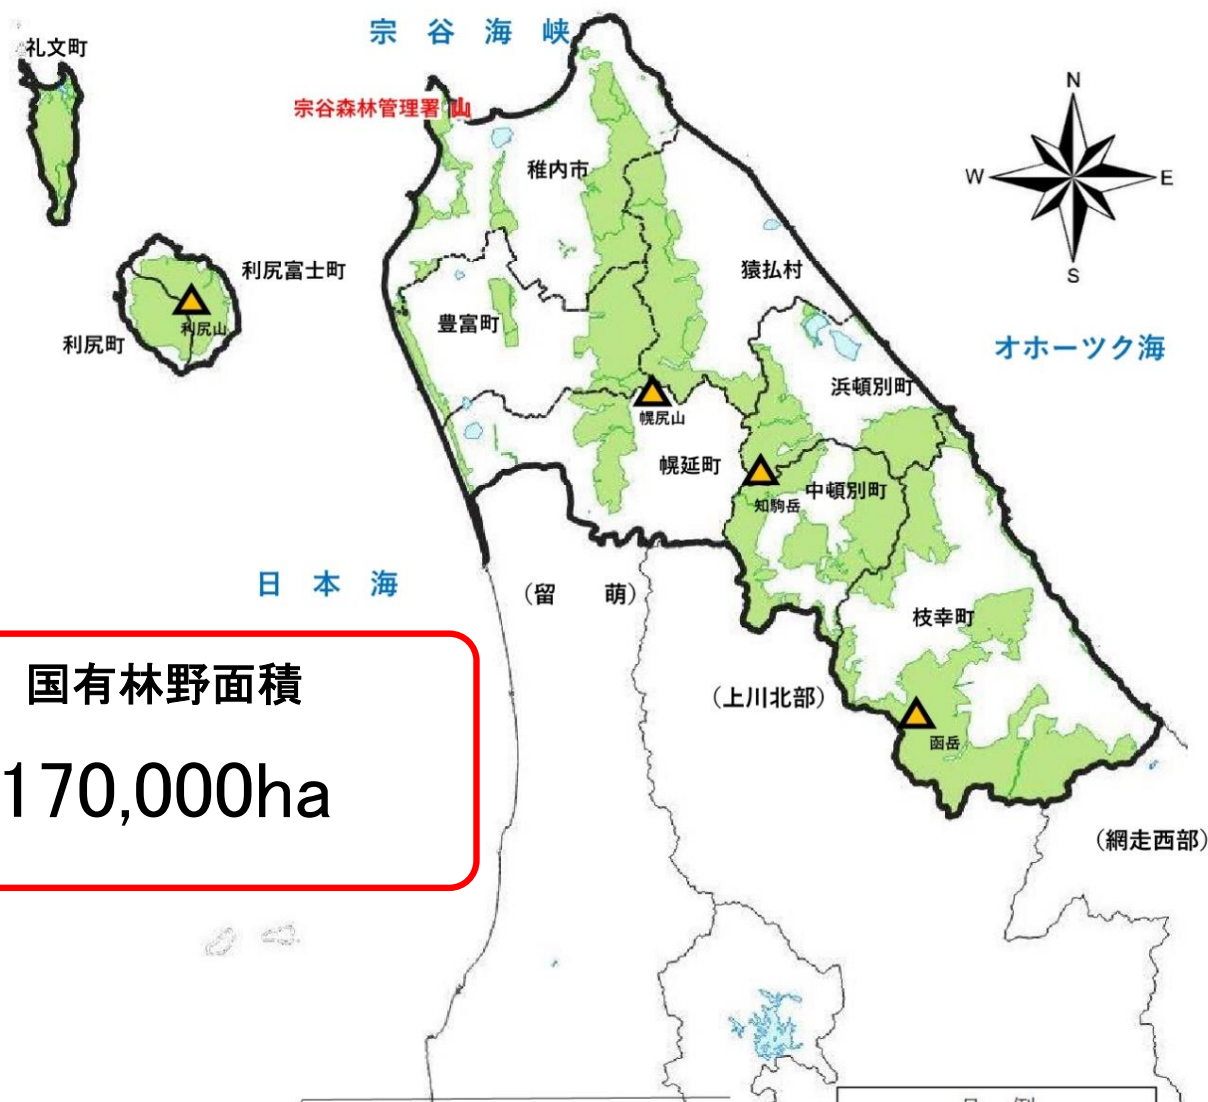 宗谷海峡
礼文町
宗谷森林管理署
稚内市
N
W
E
S
利尻富士町
利尻山
利尻町
豊富町
猿払村
オホーツク海
浜頓別町
幌尻山
幌延町
中頓別町
知駒岳
日本海
（留　萌）
枝幸町
国有林野面積
170,000ha
（上川北部）
函岳
（網走西部）